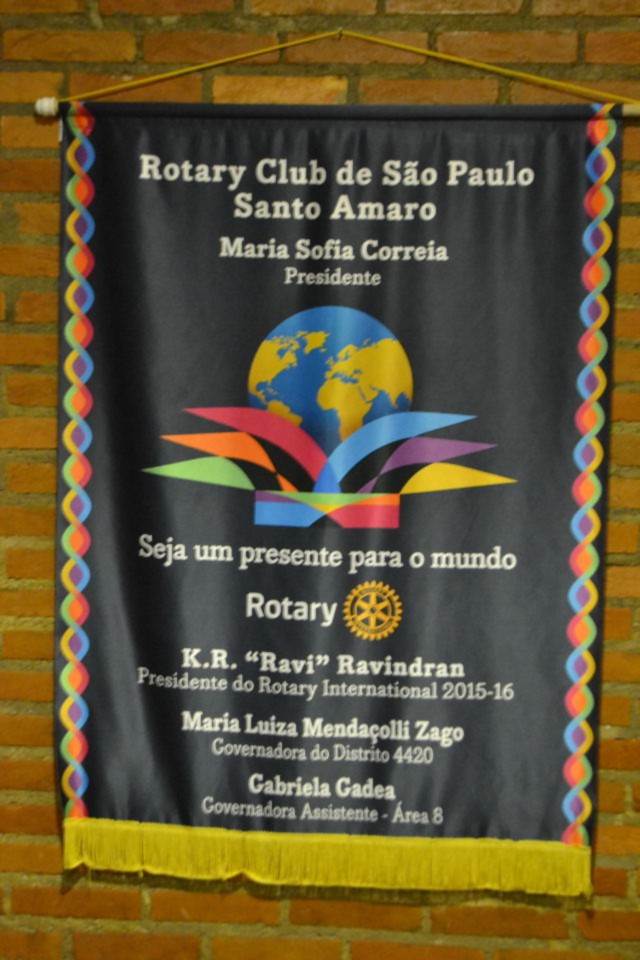 Rotary Club de São Paulo
Santo Amaro
Maria Sofia Correia
Presidente
Seja um presente para o mundo
Rotary
K.R. “Ravi” Ravindran
Presidente do Rotary International 2015-16
Maria Luiza Mendaçolli Zago
Governadora do Distrito 4420
Gabriela Gadea
Governadora Assistente - Área 8